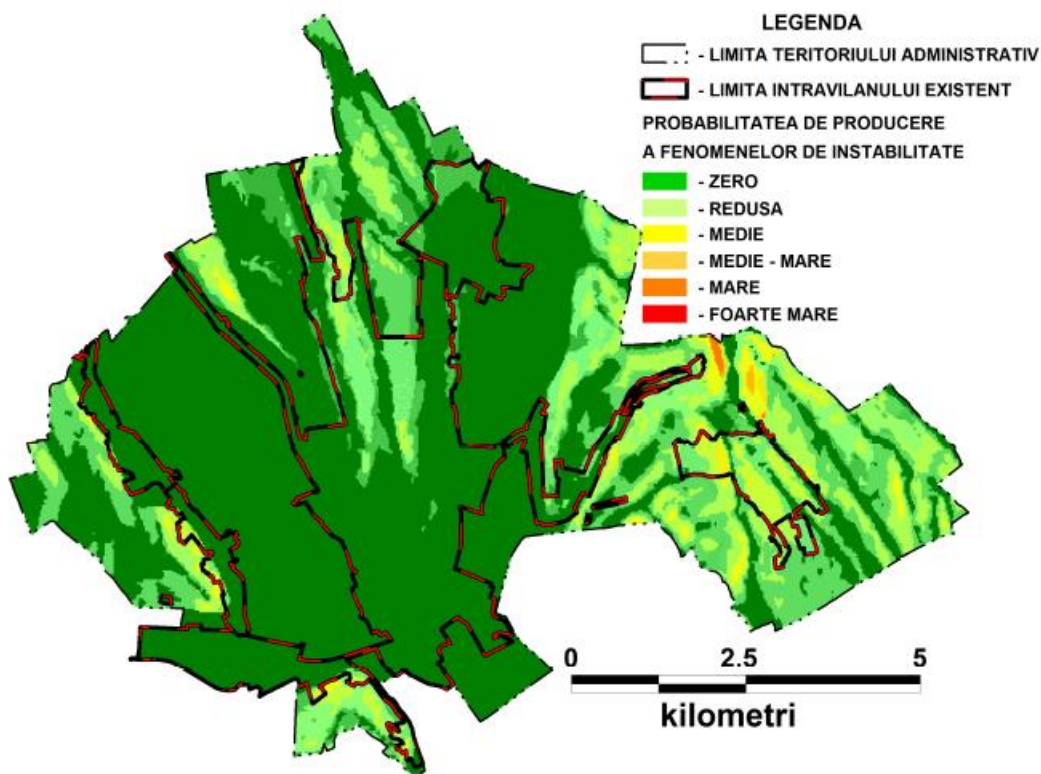 LEGENDA
- LIMITA TERITORIULUI ADMINISTRATIV
- LIMITA INTRAVILANULUI EXISTENT
PROBABILITATEA DE PRODUCERE
A FENOMENELOR DE INSTABILITATE
- ZERO
- REDUSA
- MEDIE
- MEDIE - MARE
- MARE
- FOARTE MARE
0 2.5 5
kilometri